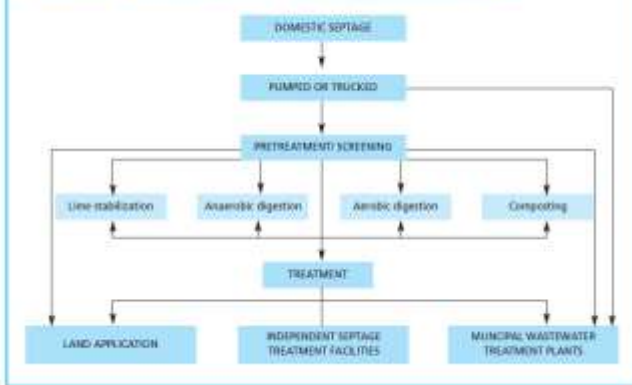 DOMESTIC SEPTAGE
PUMPED OR TRUCKED
PRETREATMENT/ SCREENING
Lime stabilization
Anaerobic digestion
Aerobic digestion
Composting
TREATMENT
LAND APPLICATION
INDEPENDENT SEPTAGE
TREATMENT FACILITIES
MUNCIPAL WASTEWATER
TREATMENT PLANTS